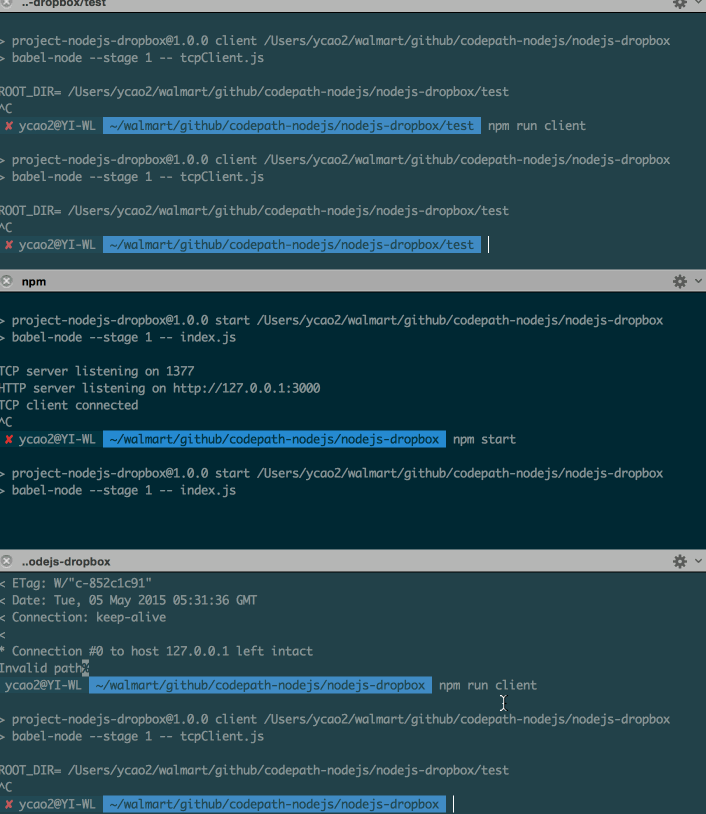 ..-dropbox/test
> project-nodejs-dropbox@1.0.0 client /Users/ycao2/walmart/github/codepath-nodejs/nodejs-dropbox
> babel-node --stage 1 -- tcpClient.js
ROOT_DIR= /Users/ycao2/walmart/github/codepath-nodejs/nodejs-dropbox/test
^C
✘ ycao2@YI-WL ~/walmart/github/codepath-nodejs/nodejs-dropbox/test npm run client
> project-nodejs-dropbox@1.0.0 client /Users/ycao2/walmart/github/codepath-nodejs/nodejs-dropbox
> babel-node --stage 1 -- tcpClient.js
ROOT_DIR= /Users/ycao2/walmart/github/codepath-nodejs/nodejs-dropbox/test
^C
✘ ycao2@YI-WL ~/walmart/github/codepath-nodejs/nodejs-dropbox/test
npm
> project-nodejs-dropbox@1.0.0 start /Users/ycao2/walmart/github/codepath-nodejs/nodejs-dropbox
> babel-node --stage 1 -- index.js
TCP server listening on 1377
HTTP server listening on http://127.0.0.1:3000
TCP client connected
^C
✘ ycao2@YI-WL ~/walmart/github/codepath-nodejs/nodejs-dropbox npm start
> project-nodejs-dropbox@1.0.0 start /Users/ycao2/walmart/github/codepath-nodejs/nodejs-dropbox
> babel-node --stage 1 -- index.js
..odejs-dropbox
< ETag: W/"c-852c1c91"
< Date: Tue, 05 May 2015 05:31:36 GMT
< Connection: keep-alive
<
* Connection #0 to host 127.0.0.1 left intact
Invalid path%
ycao2@YI-WL ~/walmart/github/codepath-nodejs/nodejs-dropbox npm run client
> project-nodejs-dropbox@1.0.0 client /Users/ycao2/walmart/github/codepath-nodejs/nodejs-dropbox
> babel-node --stage 1 -- tcpClient.js
ROOT_DIR= /Users/ycao2/walmart/github/codepath-nodejs/nodejs-dropbox/test
^C
✘ ycao2@YI-WL ~/walmart/github/codepath-nodejs/nodejs-dropbox